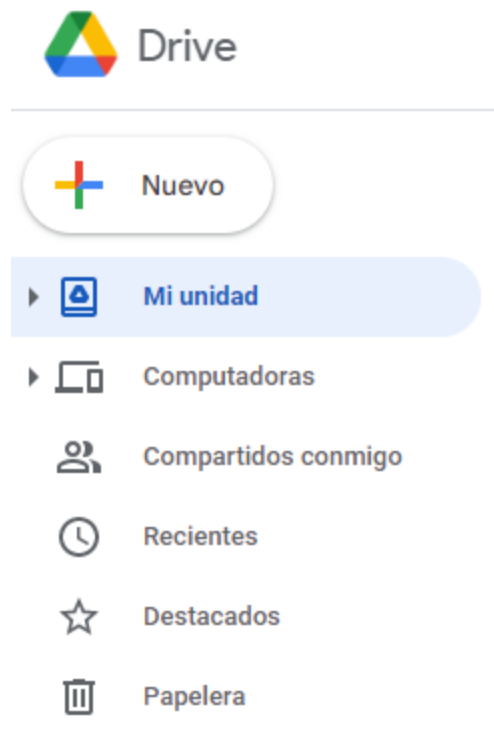 Drive
Nuevo
Mi unidad
Computadoras
Compartidos conmigo
Recientes
Destacados
Papelera